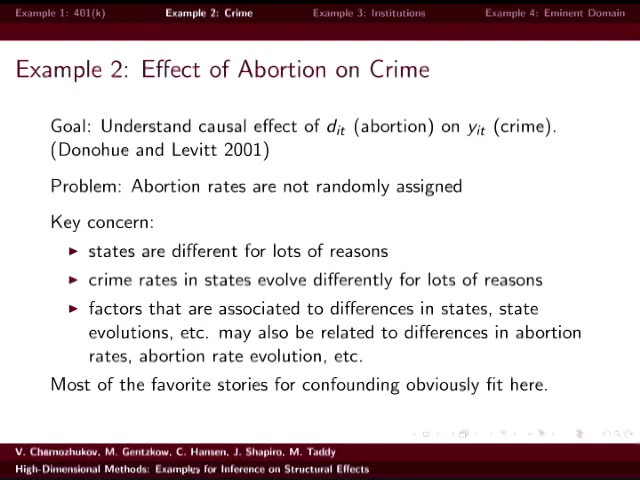 Example 1: 401(k) Example 2: Crime Example 3: Institutions Example 4: Eminent Domain
Example 2: Effect of Abortion on Crime
Goal: Understand causal effect of dit (abortion) on yit (crime).
(Donohue and Levitt 2001)
Problem: Abortion rates are not randomly assigned
Key concern:
► states are different for lots of reasons
► crime rates in states evolve differently for lots of reasons
► factors that are associated to differences in states, state
evolutions, etc. may also be related to differences in abortion
rates, abortion rate evolution, etc.
Most of the favorite stories for confounding obviously fit here.
V. Chernozhukov, M. Gentzkow, C. Hansen, J. Shapiro, M. Taddy
High-Dimensional Methods: Examples for Inference on Structural Effects